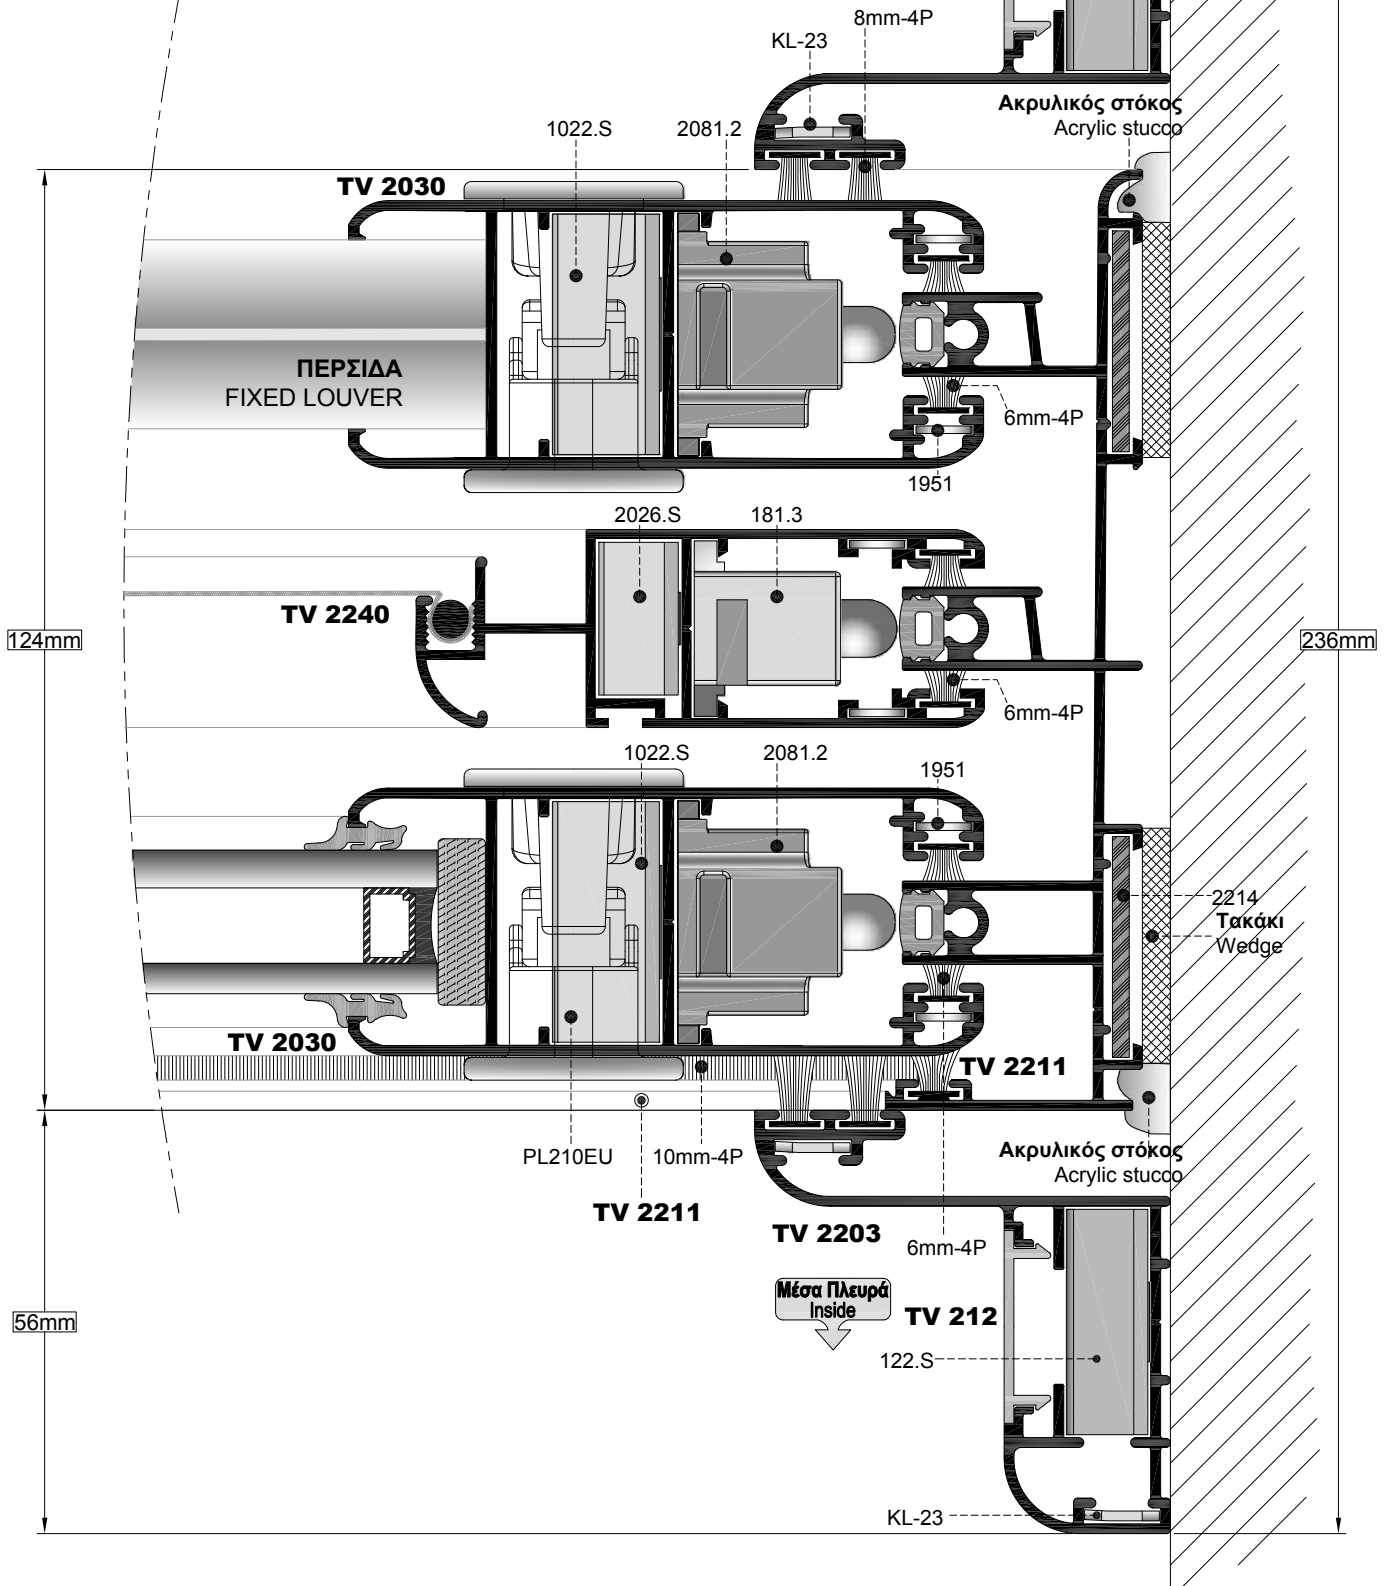 8mm-4P
KL-23
Ακρυλικός στόκος
Acrylic stucco
1022.S
2081.2
TV 2030
ΠΕΡΣΙΔΑ
FIXED LOUVER
6mm-4P
1951
2026.S
181.3
TV 2240
124mm
236mm
6mm-4P
1022.S
2081.2
1951
2214
Τακάκι
Wedge
TV 2030
TV 2211
PL210EU
10mm-4P
Ακρυλικός στόκος
Acrylic stucco
TV 2211
TV 2203
6mm-4P
Μέσα Πλευρά
Inside
TV 212
56mm
122.S
KL-23